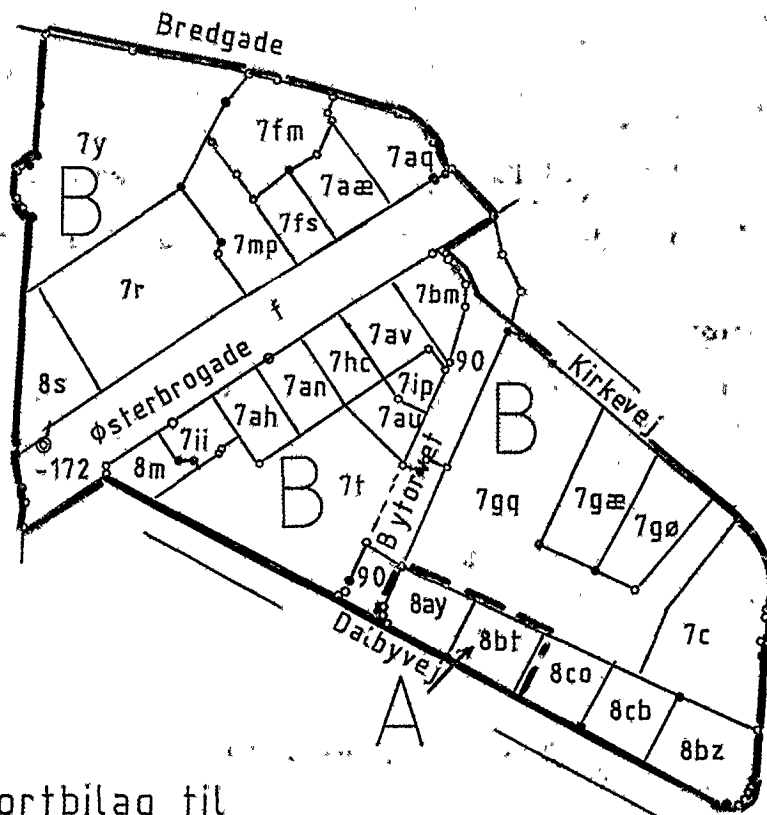 Bredgade
7y
7fm
7aq
7aæ
B
7fs
7mp
7r
7bm
f
7av
Kirkevej
8s
Østerbrogade
7hc
90
7an
7ip
B
7ah
7au
7ii
-172
8m
B
7t
Bytorvet
7gq
7gæ
7gø
90
8ay
7c
Dalbyvej
8bt
8co
A
8cb
8bz
ortbilag til